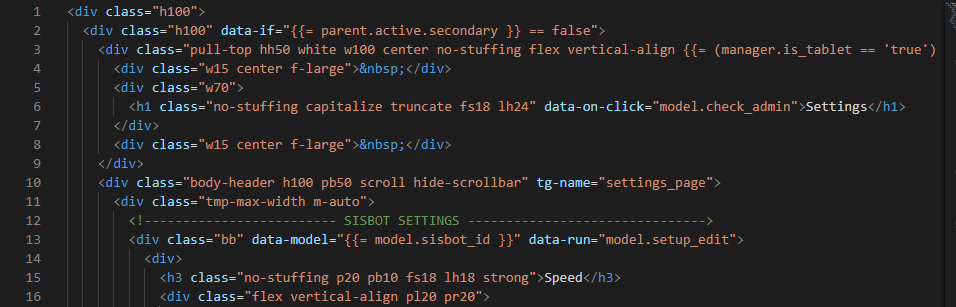 1 <div class="h100">
2 <div class="h100" data-if="{{= parent.active.secondary }} == false">
3 <div class="pull-top hh50 white w100 center no-stuffing flex vertical-align {{= (manager.is_tablet == 'true')
4 <div class="w15 center f-large">&nbsp;</div>
5 <div class="w70">
6 <h1 class="no-stuffing capitalize truncate fs18 lh24" data-on-click="model.check_admin">Settings</h1>
7 </div>
8 <div class="w15 center f-large">&nbsp;</div>
9 </div>
10 <div class="body-header h100 pb50 scroll hide-scrollbar" tg-name="settings_page">
11 <div class="tmp-max-width m-auto">
12 <!------------------------- SISBOT SETTINGS ------------------------------->
13 <div class="bb" data-model="{{= model.sisbot_id }}" data-run="model.setup_edit">
14 <div>
15 <h3 class="no-stuffing p20 pb10 fs18 lh18 strong">Speed</h3>
16 <div class="flex vertical-align pl20 pr20">